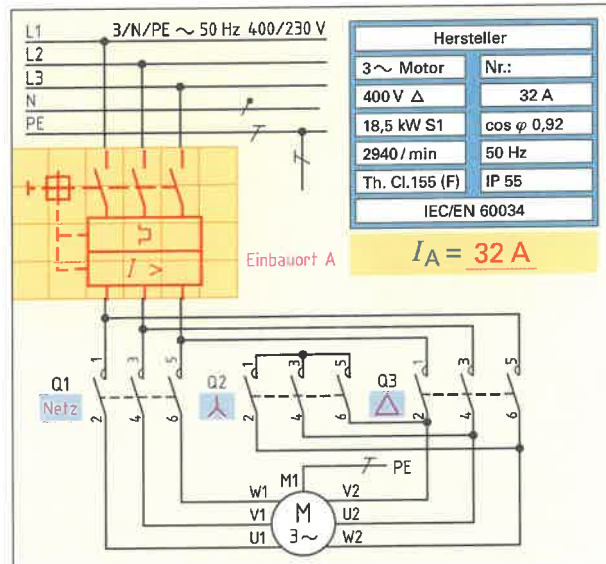 L1 3/N/PE ~ 50 Hz 400/230 V
L2
L3
N
PE
Hersteller
3~ Motor Nr.:
400 V Δ 32 A
18,5 kW S1 cos φ 0,92
2940/min 50 Hz
Th. Cl.155 (F) IP 55
IEC/EN 60034
I_A = 32 A
I >
Einbauort A
1 3 5 1 3 5 1 3 5
Q1 Q2 Q3
Netz Δ
2 4 6 2 4 6 2 4 6
M1 PE
W1 V2
V1 M U2
3~
U1 W2